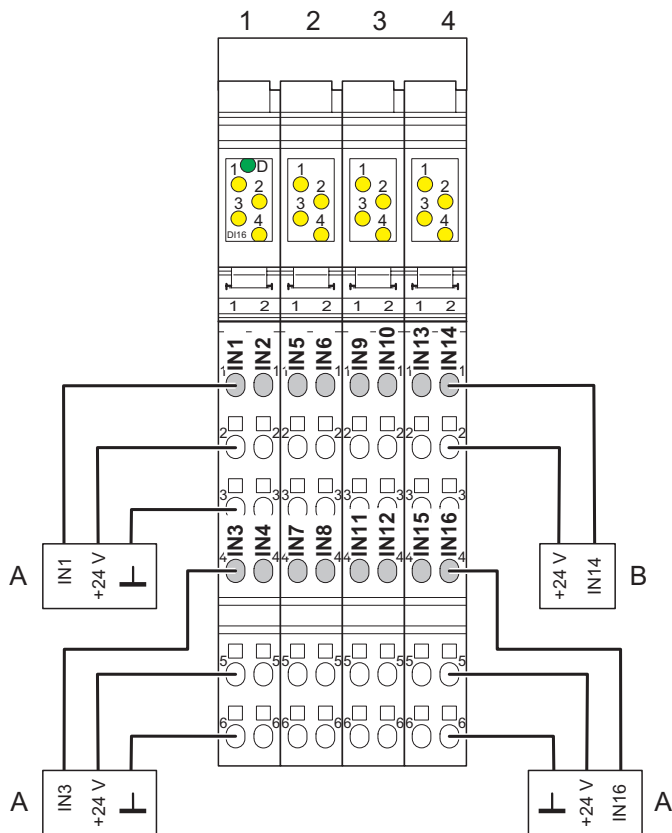 1 2 3 4
1 D 1 1 1
2 2 2 2
3 3 3 3
4 4 4 4
DI16
1 2 1 2 1 2 1 2
IN1 IN2 IN5 IN6 IN9 IN10 IN13 IN14
1 1 1 1 1 1 1 1
2 2 2 2 2 2 2 2
3 3 3 3 3 3 3 3
IN3 IN4 IN7 IN8 IN11 IN12 IN15 IN16
4 4 4 4 4 4 4 4
A IN1 +24 V
+24 V IN14 B
5 5 5 5 5 5 5 5
6 6 6 6 6 6 6 6
A IN3 +24 V
+24 V IN16 A